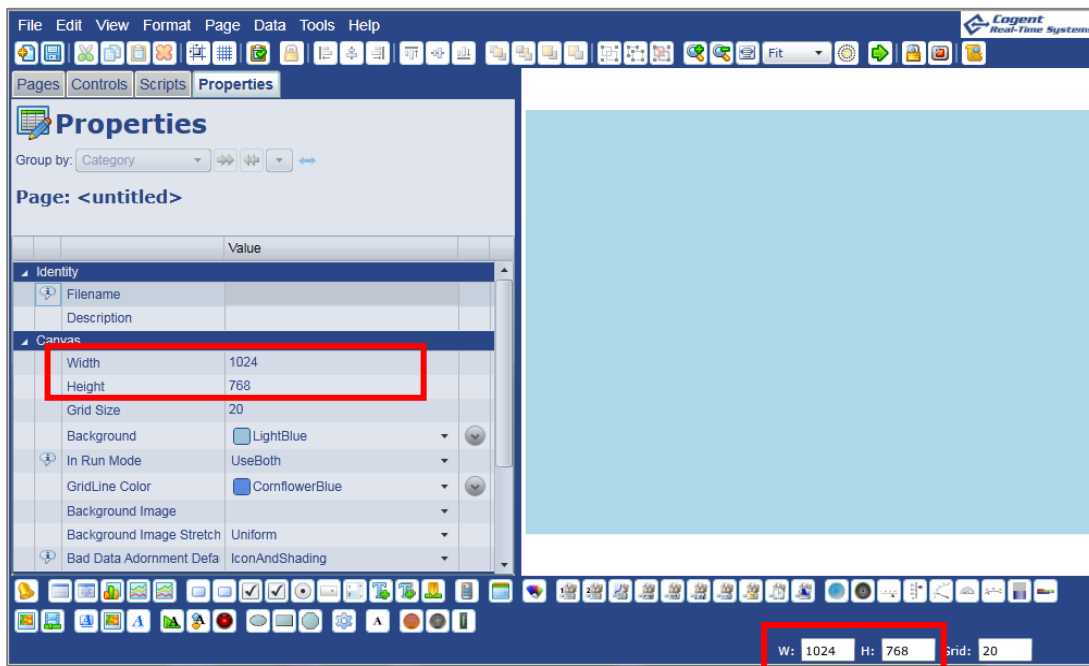 File Edit View Format Page Data Tools Help
Cogent
Real-Time Systems
Fit
Pages Controls Scripts Properties
Properties
Group by: Category
Page: <untitled>
Value
Identity
Filename
Description
Canvas
Width 1024
Height 768
Grid Size 20
Background LightBlue
In Run Mode UseBoth
GridLine Color CornflowerBlue
Background Image
Background Image Stretch Uniform
Bad Data Adornment Defa IconAndShading
W: 1024 H: 768 Grid: 20